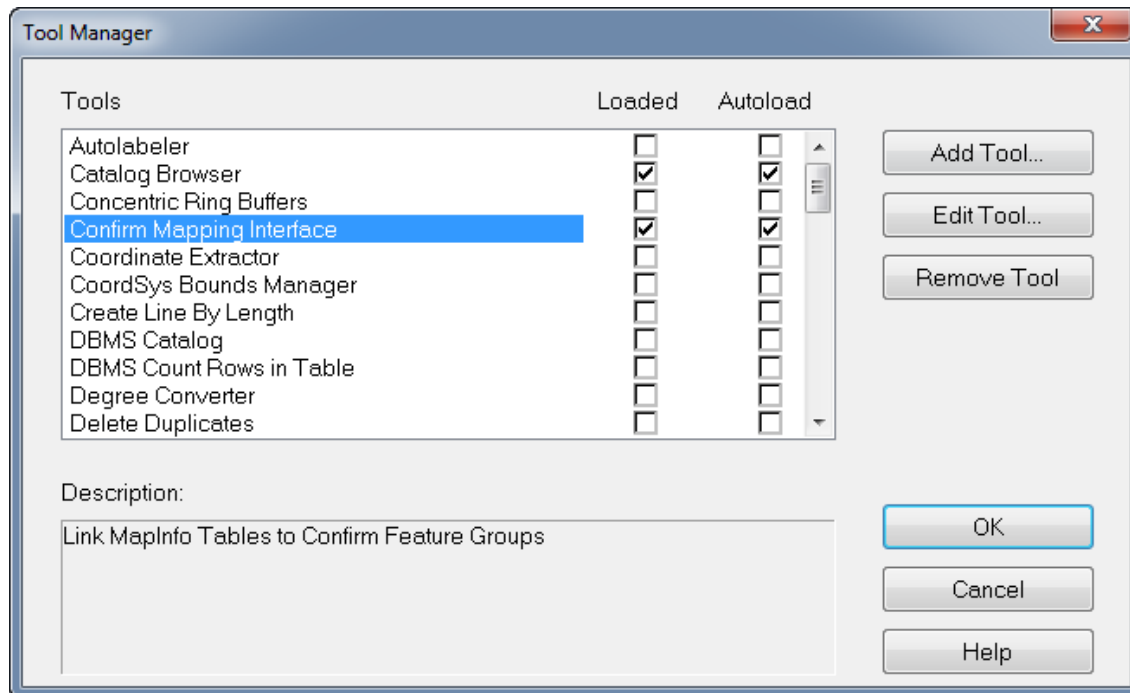 Tool Manager
Tools Loaded Autoload
Autolabeler
Catalog Browser
Concentric Ring Buffers
Confirm Mapping Interface
Coordinate Extractor
CoordSys Bounds Manager
Create Line By Length
DBMS Catalog
DBMS Count Rows in Table
Degree Converter
Delete Duplicates
Add Tool...
Edit Tool...
Remove Tool
Description:
Link MapInfo Tables to Confirm Feature Groups
OK
Cancel
Help